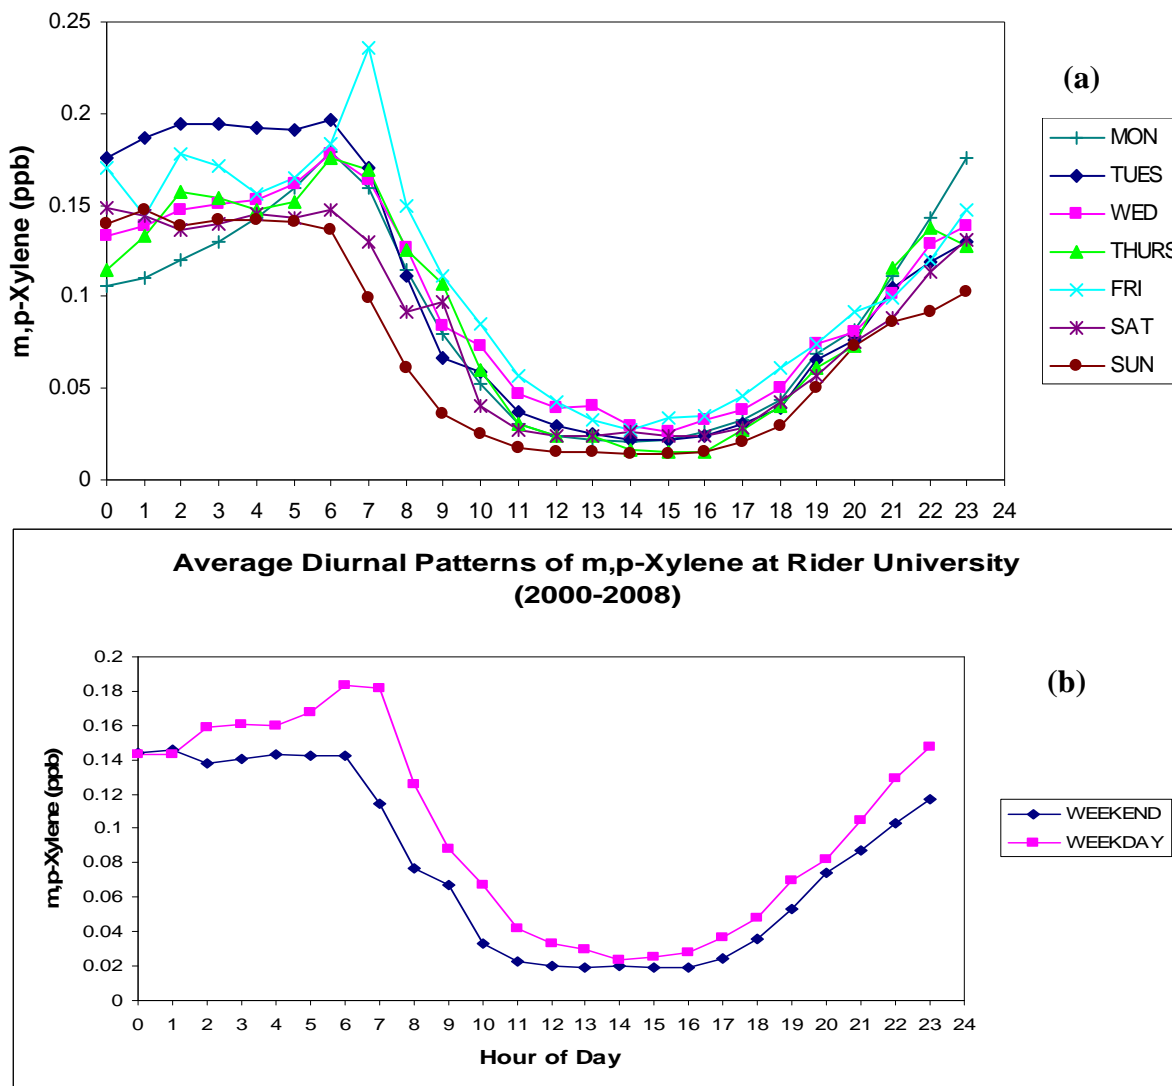 0.25
0.2
0.15
0.1
0.05
0
m,p-Xylene (ppb)
0 1 2 3 4 5 6 7 8 9 10 11 12 13 14 15 16 17 18 19 20 21 22 23 24
(a)
MON
TUES
WED
THURS
FRI
SAT
SUN
Average Diurnal Patterns of m,p-Xylene at Rider University
(2000-2008)
0.2
0.18
0.16
0.14
0.12
0.1
0.08
0.06
0.04
0.02
0
m,p-Xylene (ppb)
0 1 2 3 4 5 6 7 8 9 10 11 12 13 14 15 16 17 18 19 20 21 22 23 24
Hour of Day
(b)
WEEKEND
WEEKDAY